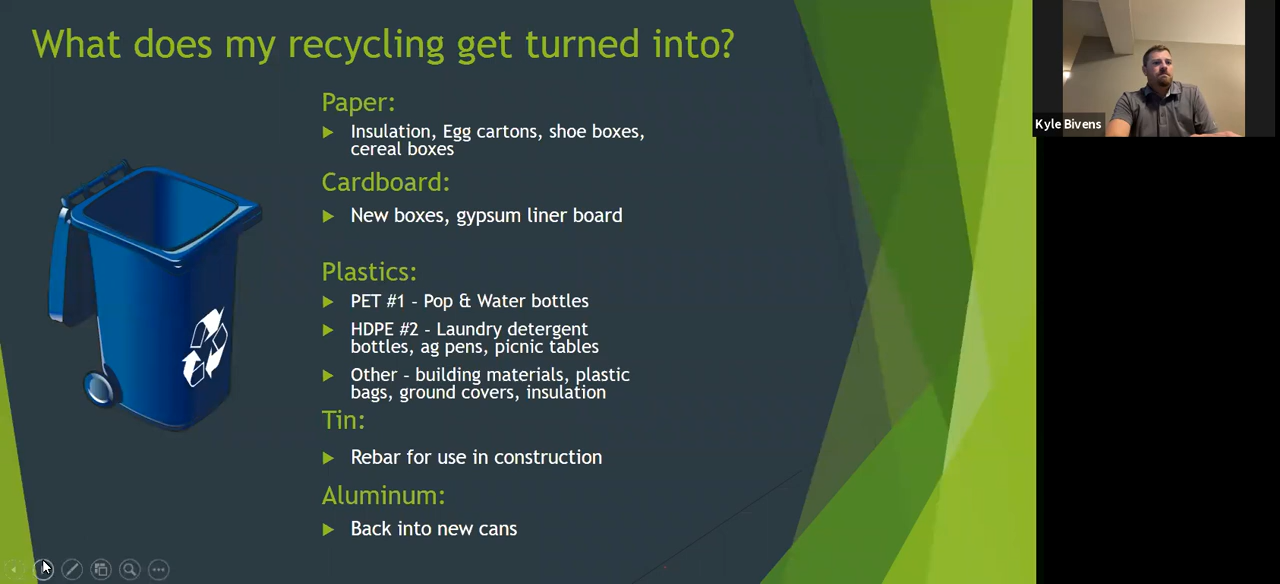 What does my recycling get turned into?
Paper:
Insulation, Egg cartons, shoe boxes,
cereal boxes
Cardboard:
New boxes, gypsum liner board
Plastics:
PET #1 - Pop & Water bottles
HDPE #2 - Laundry detergent
bottles, ag pens, picnic tables
Other – building materials, plastic
bags, ground covers, insulation
Tin:
Rebar for use in construction
Aluminum:
Back into new cans
Kyle Bivens